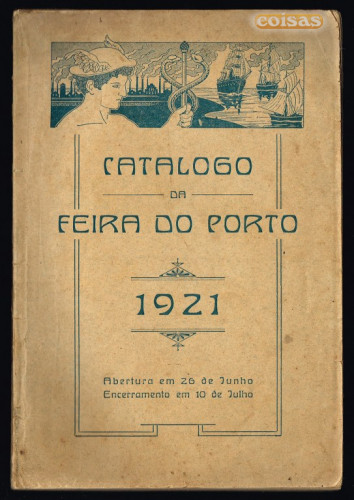 coisas
CATALOGO
DA
FEIRA DO PORTO
1921
Abertura em 26 de Junho
Encerramento em 10 de Julho